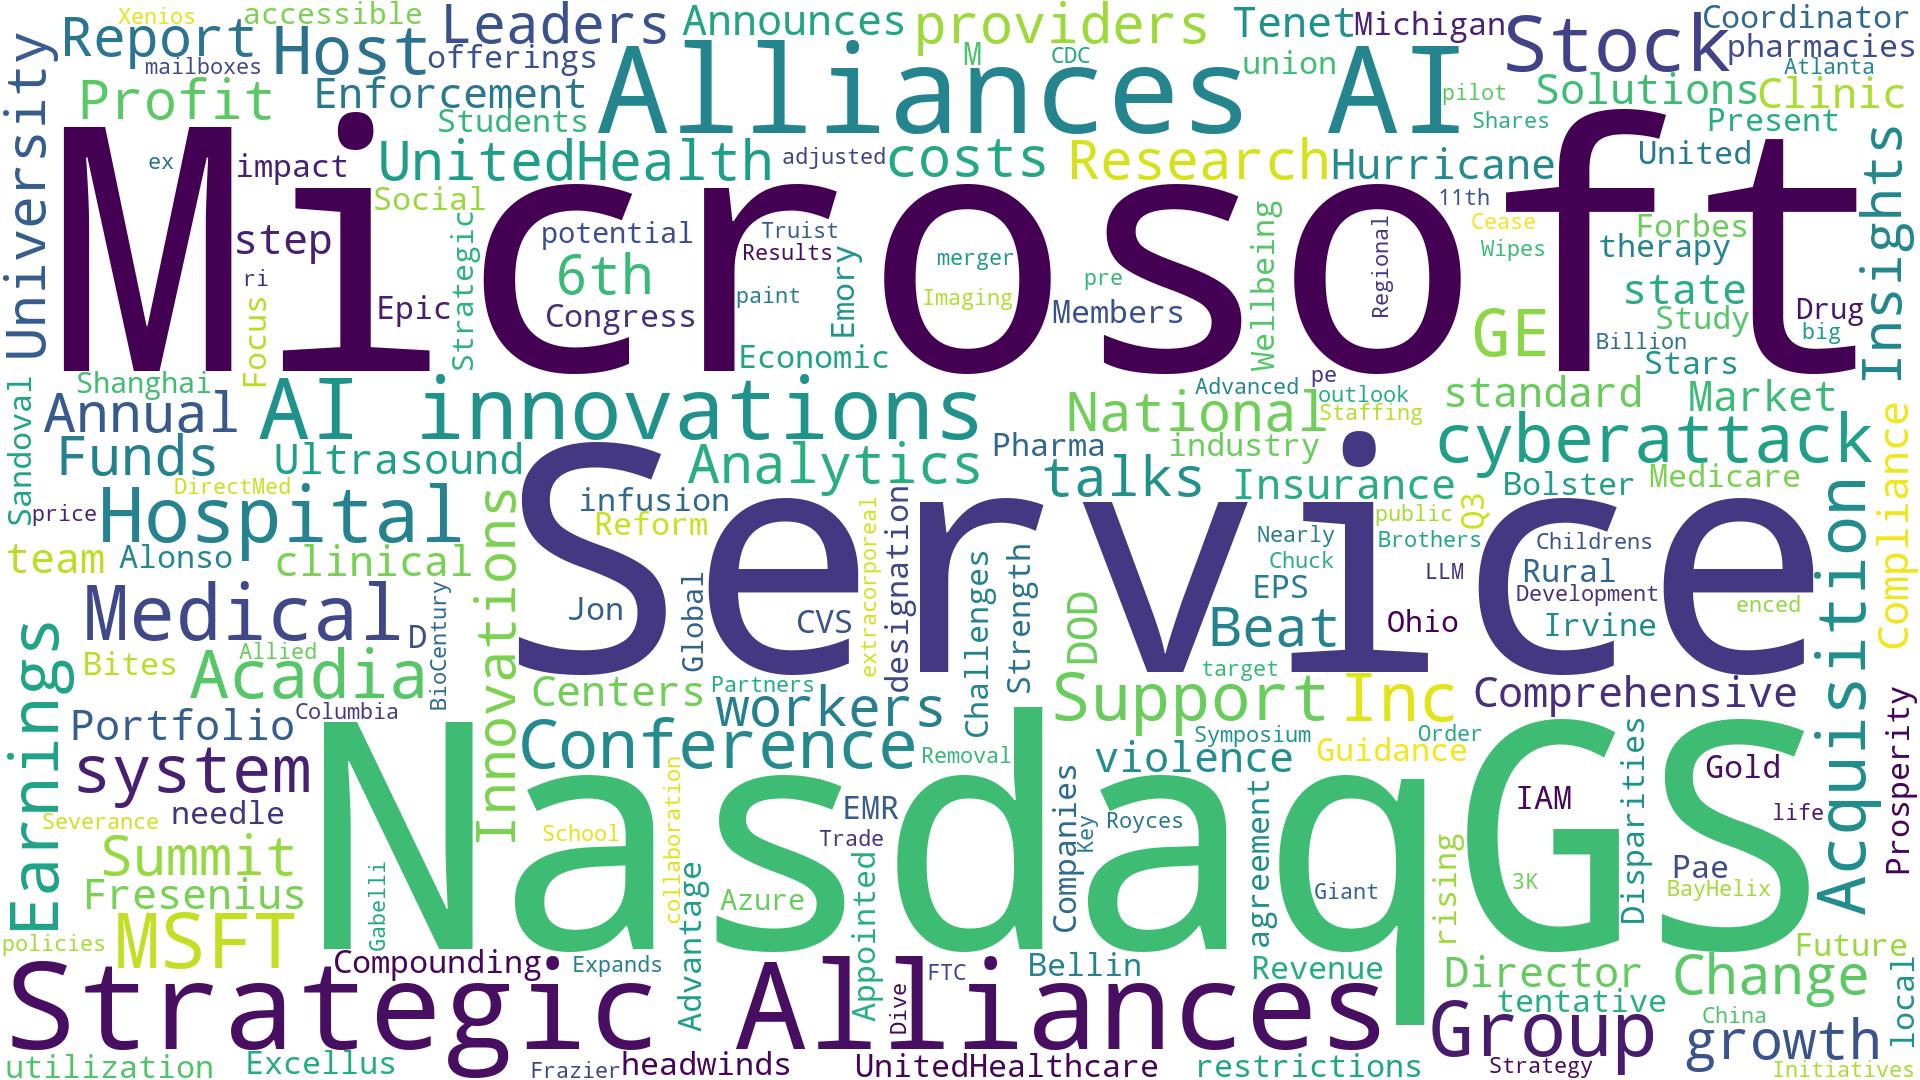 Xenios
accessible
Leaders
Announces
providers
Tenet
Michigan
Stock
Coordinator
Report
Host
offerings
M
CDC
union
pharmacies
mailboxes
Atlanta
University
Profit
Enforcement
Alliances
AI
pilot
Solutions
Clinic
Students
Shares
Present
Microsoft
ex
impact
UnitedHealth
adjusted
costs
Research
Hurricane
United
Insights
Social
11th
step
Strategic
potential
Truist
Results
Emory
merger
Wellbeing
Regional
Cease
Wipes
Forbes
therapy
ri
6th
pre
Imaging
state
Focus
Epic
Congress
paint
Members
GE
Study
Drug
big
Economic
Billion
Stars
Shanghai
Sandoval
Annual
AI innovations
National
Advanced
pe
outlook
Staffing
standard
Market
Funds
Ultrasound
Analytics
Pharma
industry
cyberattack
Compliance
talks
Insurance
Bolster
Medicare
DirectMed
price
Hospital
Innovations
infusion
Reform
extracorporeal
designation
Service
public
Q3
Acquisition
team
Alonso
clinical
Nearly
Chuck
Brothers
Childrens
Challenges
Strength
LLM
Rural
Medical
D
BioCentury
Jon
Global
CVS
DOD
EPS
Development
enced
Beat
Ohio
Irvine
Earnings
Bites
Allied
Acadia
target
Centers
Partners
Support
Inc
Comprehensive
Portfolio
Columbia
workers
Prosperity
Conference
Removal
Symposium
Order
violence
Guidance
Disparities
system
NasdaqGS
Gold
needle
Severance
School
collaboration
EMR
Trade
Companies
Key
Royces
agreement
IAM
life
Summit
rising
Pae
Fresenius
Gabelli
Advantage
Azure
Appointed
Giant
3K
BayHelix
MSFT
policies
Future
Compounding
Expands
FTC
Bellin
Revenue
Director
Change
local
Strategic Alliances
Dive
tentative
Group
China
growth
utilization
Excellus
Frazier
headwinds
UnitedHealthcare
restrictions
Strategy
Initiatives